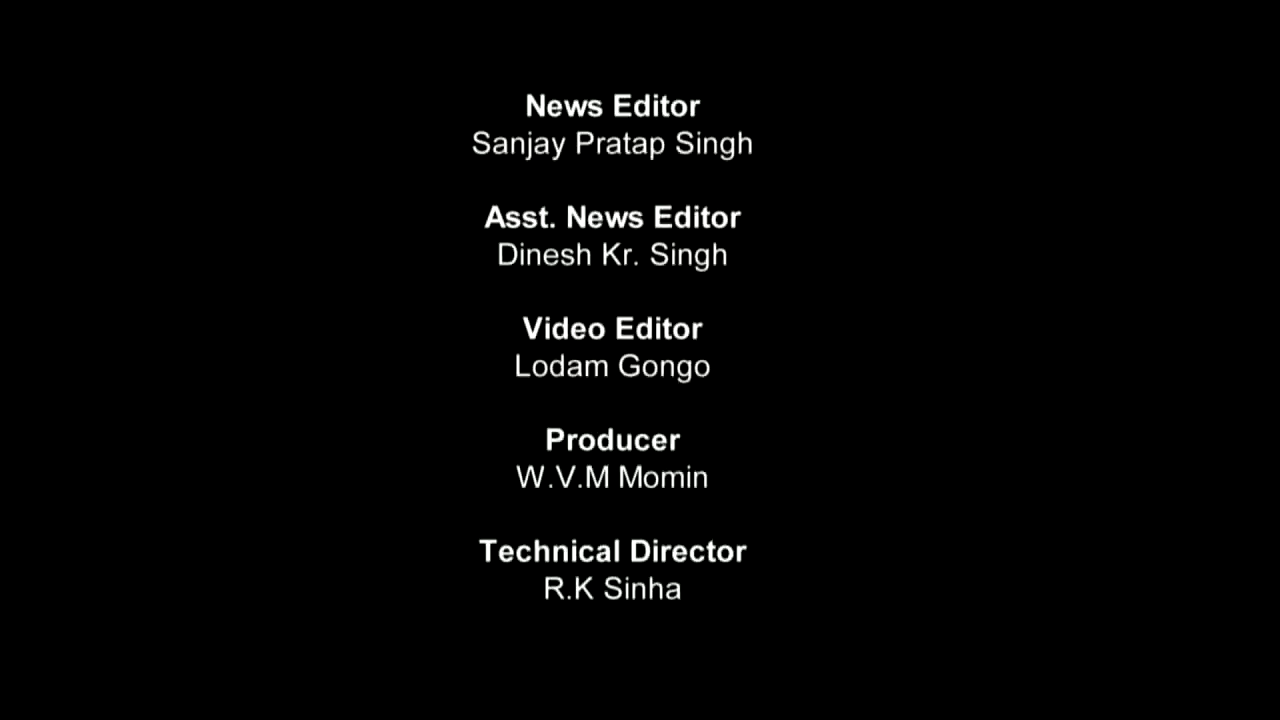 News Editor
Sanjay Pratap Singh
Asst. News Editor
Dinesh Kr. Singh
Video Editor
Lodam Gongo
Producer
W.V.M Momin
Technical Director
R.K Sinha